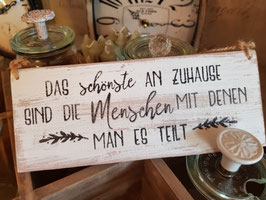 DAS schönste AN ZUHAUSE
SIND DIE Menschen MIT DENEN
MAN ES TEILT